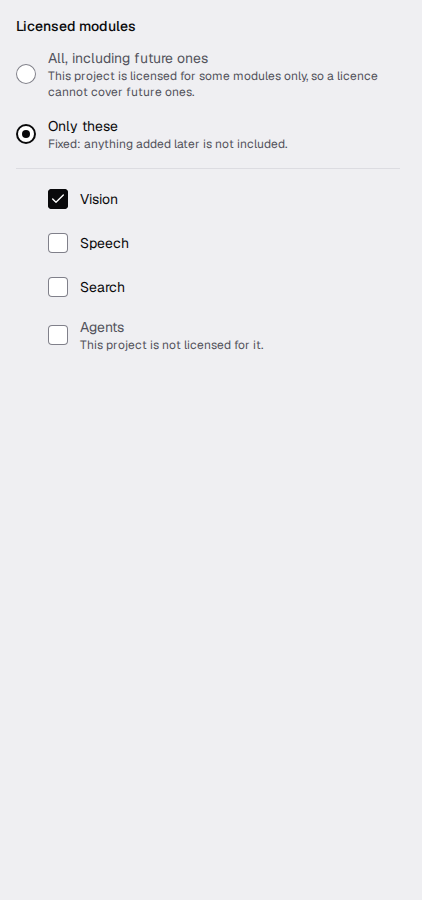 Licensed modules
All, including future ones
This project is licensed for some modules only, so a licence
cannot cover future ones.
Only these
Fixed: anything added later is not included.
Vision
Speech
Search
Agents
This project is not licensed for it.